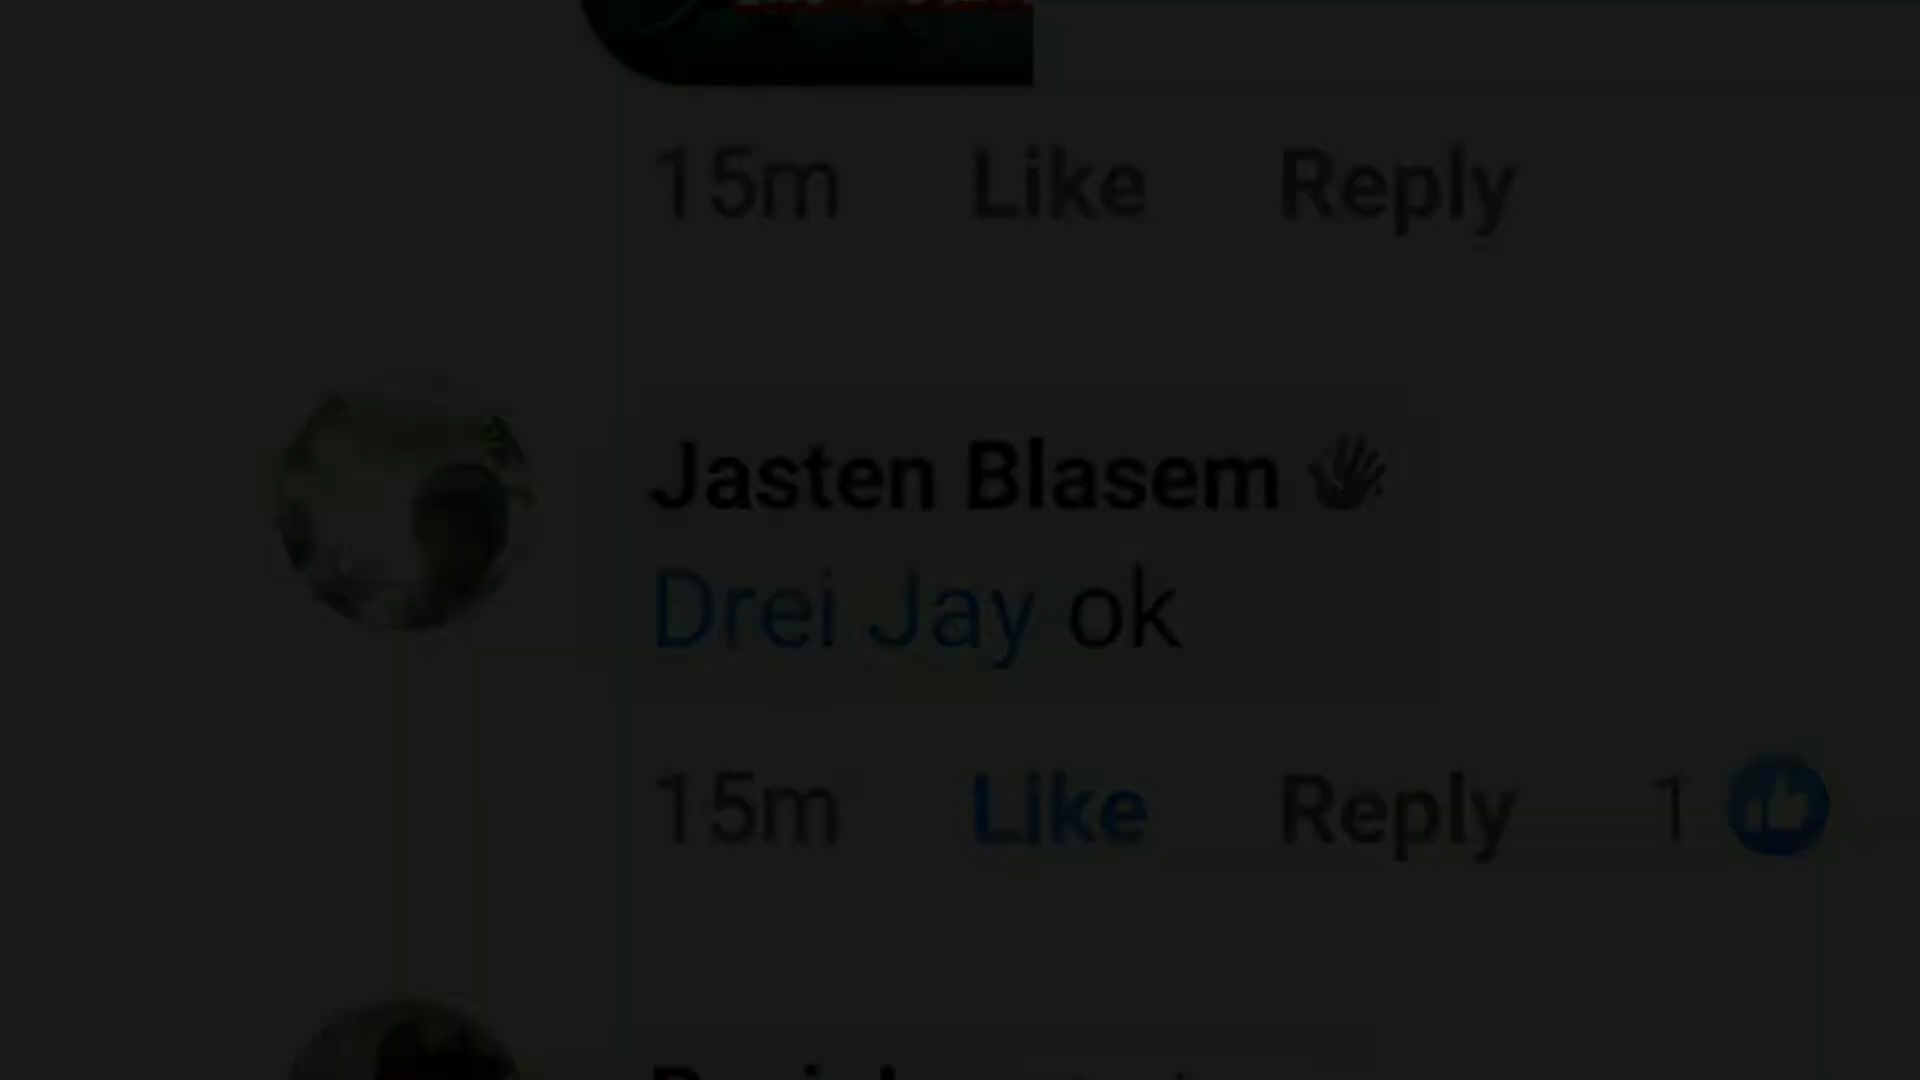 15m Like Reply
Jasten Blasem 👋
Drei Jay ok
15m Like Reply 1